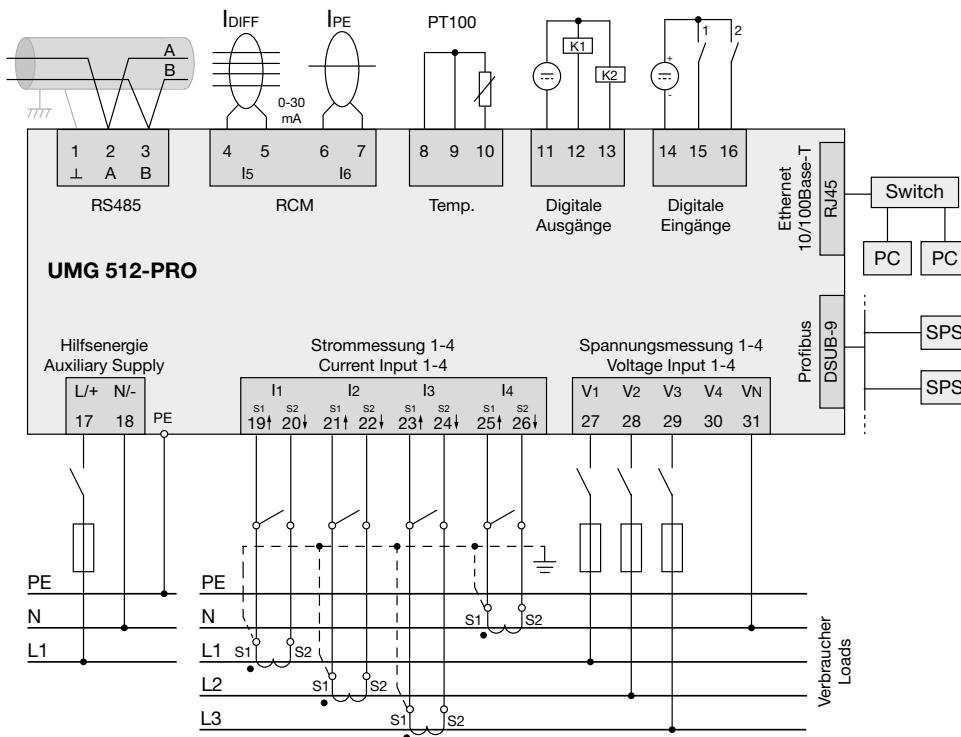 IDIFF IPE PT100
A
B
0-30
mA
K1
K2
+
-
1 2
1 2 3
⊥ A B
RS485
4 5 6 7
I5 I6
RCM
8 9 10
Temp.
11 12 13
Digitale
Ausgänge
14 15 16
Digitale
Eingänge
Ethernet
10/100Base-T
RJ45
Switch
PC PC
UMG 512-PRO
Profibus
DSUB-9
SPS
SPS
Hilfsenergie
Auxiliary Supply
L/+ N/-
17 18 PE
Strommessung 1-4
Current Input 1-4
I1 I2 I3 I4
S1 S2 S1 S2 S1 S2 S1 S2
19 20 21 22 23 24 25 26
Spannungsmessung 1-4
Voltage Input 1-4
V1 V2 V3 V4 VN
27 28 29 30 31
PE
N
L1
PE
N
L1
L2
L3
S1 S2
S1 S2
S1 S2
S1 S2
Verbraucher
Loads